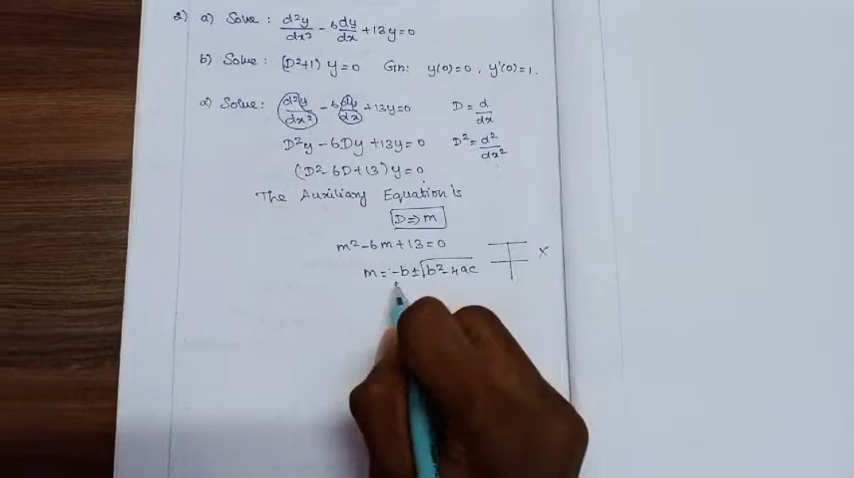 2) a) Solve : d²y/dx² - 6dy/dx + 13y=0
b) Solve : (D²+1) y=0 Gn: y(0)=0, y'(0)=1.
a) Solve: d²y/dx² - 6dy/dx + 13y=0 D = d/dx
D²y - 6Dy + 13y = 0 D² = d²/dx²
(D² - 6D + 13) y = 0
The Auxiliary Equation is
D ⇒ m
m² - 6m + 13 = 0 x
m = -b ± √b² - 4ac